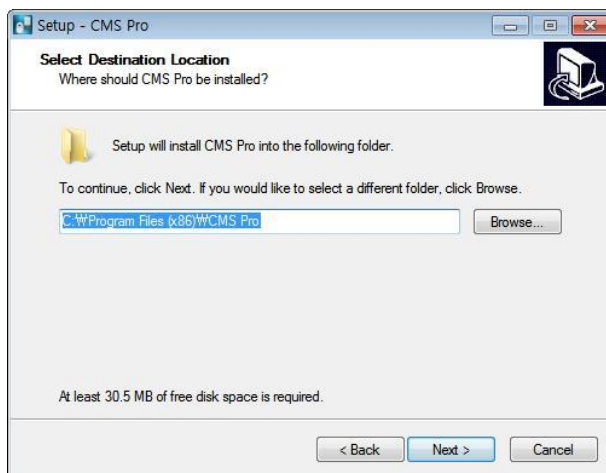 Setup - CMS Pro
Select Destination Location
Where should CMS Pro be installed?
Setup will install CMS Pro into the following folder.
To continue, click Next. If you would like to select a different folder, click Browse.
C:₩Program Files (x86)₩CMS Pro
Browse...
At least 30.5 MB of free disk space is required.
< Back
Next >
Cancel